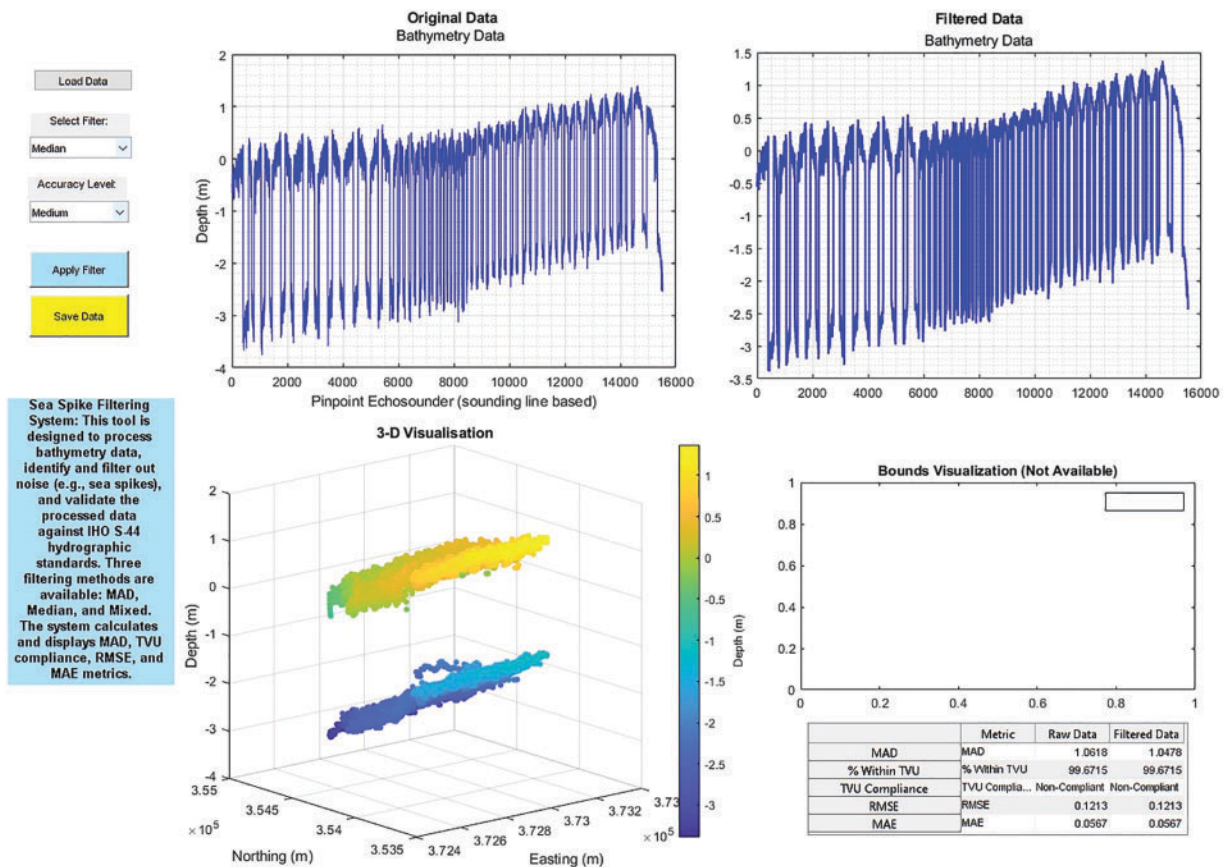 Load Data
Select Filter:
Median
Accuracy Level:
Medium
Apply Filter
Save Data
Sea Spike Filtering
System: This tool is
designed to process
bathymetry data,
identify and filter out
noise (e.g., sea spikes),
and validate the
processed data
against IHO S-44
hydrographic
standards. Three
filtering methods are
available: MAD,
Median, and Mixed.
The system calculates
and displays MAD, TVU
compliance, RMSE, and
MAE metrics.
Original Data
Bathymetry Data
2
1
0
-1
-2
-3
-4
Depth (m)
0 2000 4000 6000 8000 10000 12000 14000 16000
Pinpoint Echosounder (sounding line based)
Filtered Data
Bathymetry Data
1.5
1
0.5
0
-0.5
-1
-1.5
-2
-2.5
-3
-3.5
0 2000 4000 6000 8000 10000 12000 14000 16000
3-D Visualisation
2
1
0
-1
-2
-3
-4
Depth (m)
3.55 3.545 3.54 3.535
× 10⁵
Northing (m)
3.724 3.726 3.728 3.73 3.732 3.73
× 10⁵
Easting (m)
1
0.5
0
-0.5
-1
-1.5
-2
-2.5
-3
Depth (m)
Bounds Visualization (Not Available)
1
0.8
0.6
0.4
0.2
0
0 0.2 0.4 0.6 0.8 1
Metric Raw Data Filtered Data
MAD MAD 1.0618 1.0478
% Within TVU % Within TVU 99.6715 99.6715
TVU Compliance TVU Complia... Non-Compliant Non-Compliant
RMSE RMSE 0.1213 0.1213
MAE MAE 0.0567 0.0567